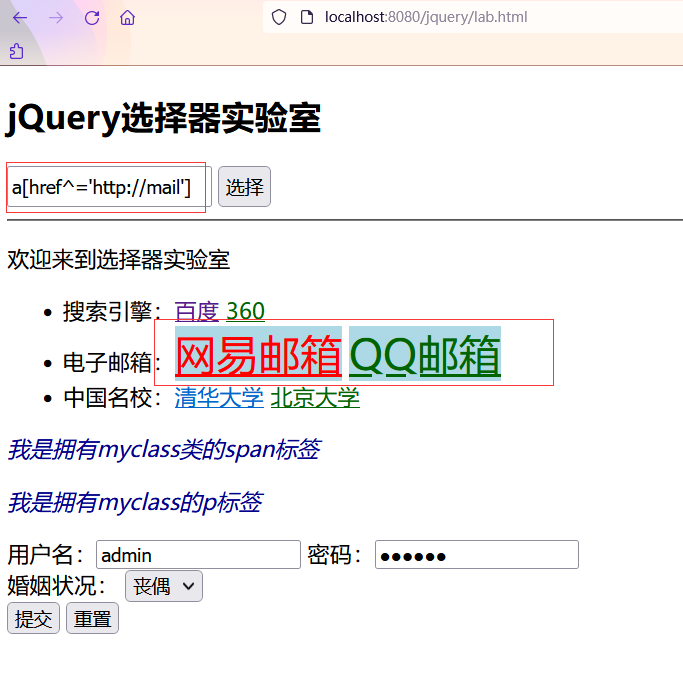 localhost:8080/jquery/lab.html
jQuery选择器实验室
a[href^='http://mail'] 选择
欢迎来到选择器实验室
• 搜索引擎：百度 360
• 电子邮箱：网易邮箱 QQ邮箱
• 中国名校：清华大学 北京大学
我是拥有myclass类的span标签
我是拥有myclass的p标签
用户名：admin 密码：●●●●●●
婚姻状况： 丧偶
提交 重置